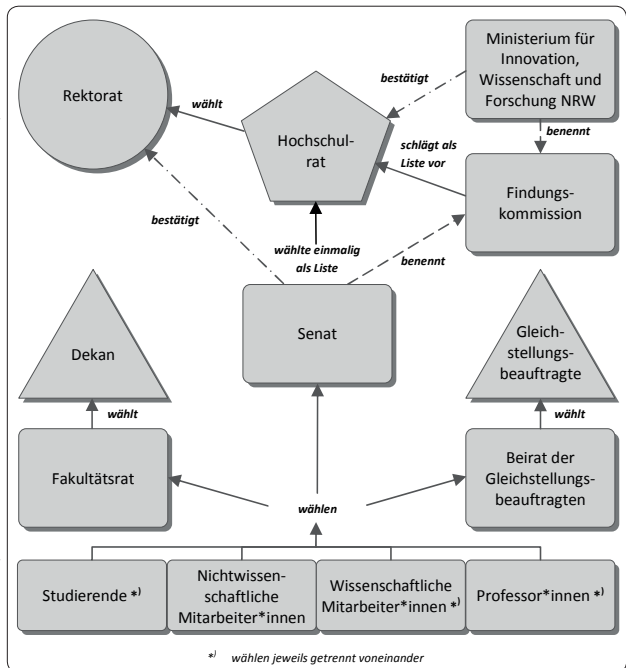 Ministerium für
Innovation,
Wissenschaft und
Forschung NRW
bestätigt
Rektorat
wählt
Hochschul-
rat
benennt
schlägt als
Liste vor
Findungs-
kommission
bestätigt
wählte einmalig
als Liste
benennt
Senat
Dekan
Gleich-
stellungs-
beauftragte
wählt
wählt
Fakultätsrat
Beirat der
Gleichstellungs-
beauftragten
wählen
Studierende *)
Nichtwissen-
schaftliche
Mitarbeiter*innen
Wissenschaftliche
Mitarbeiter*innen *)
Professor*innen *)
*) wählen jeweils getrennt voneinander